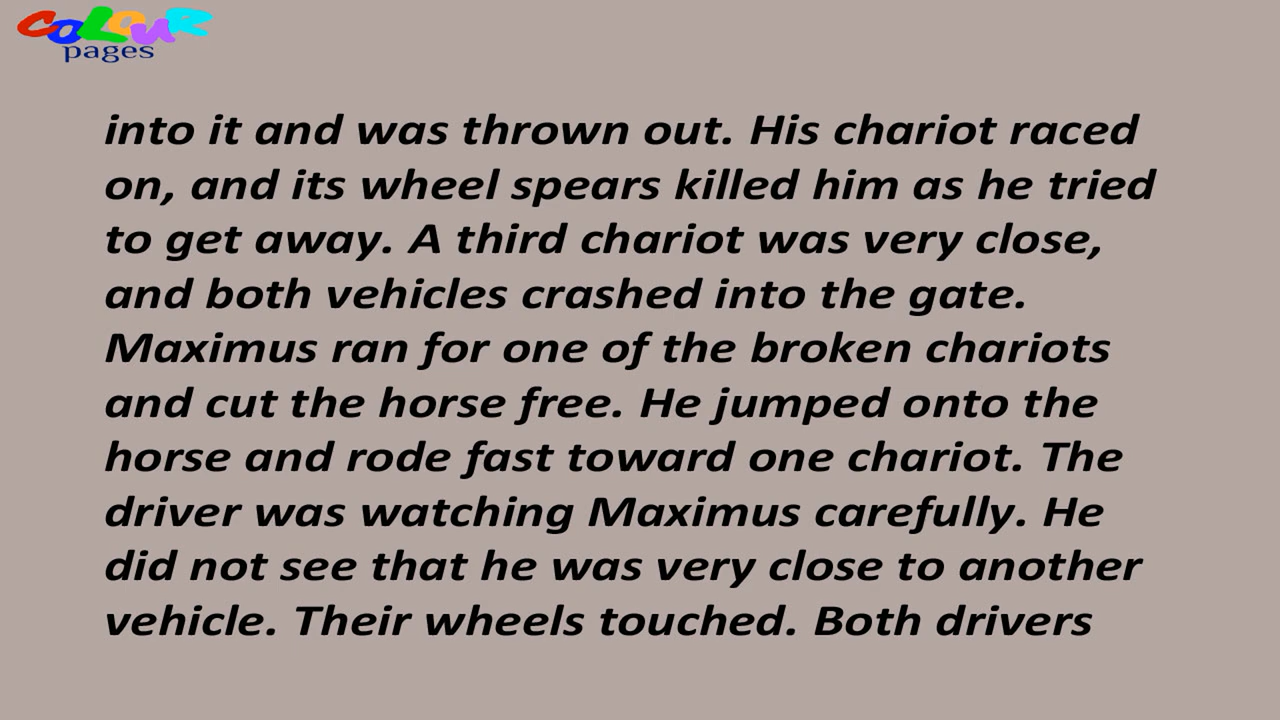 COLOUR
pages
into it and was thrown out. His chariot raced
on, and its wheel spears killed him as he tried
to get away. A third chariot was very close,
and both vehicles crashed into the gate.
Maximus ran for one of the broken chariots
and cut the horse free. He jumped onto the
horse and rode fast toward one chariot. The
driver was watching Maximus carefully. He
did not see that he was very close to another
vehicle. Their wheels touched. Both drivers